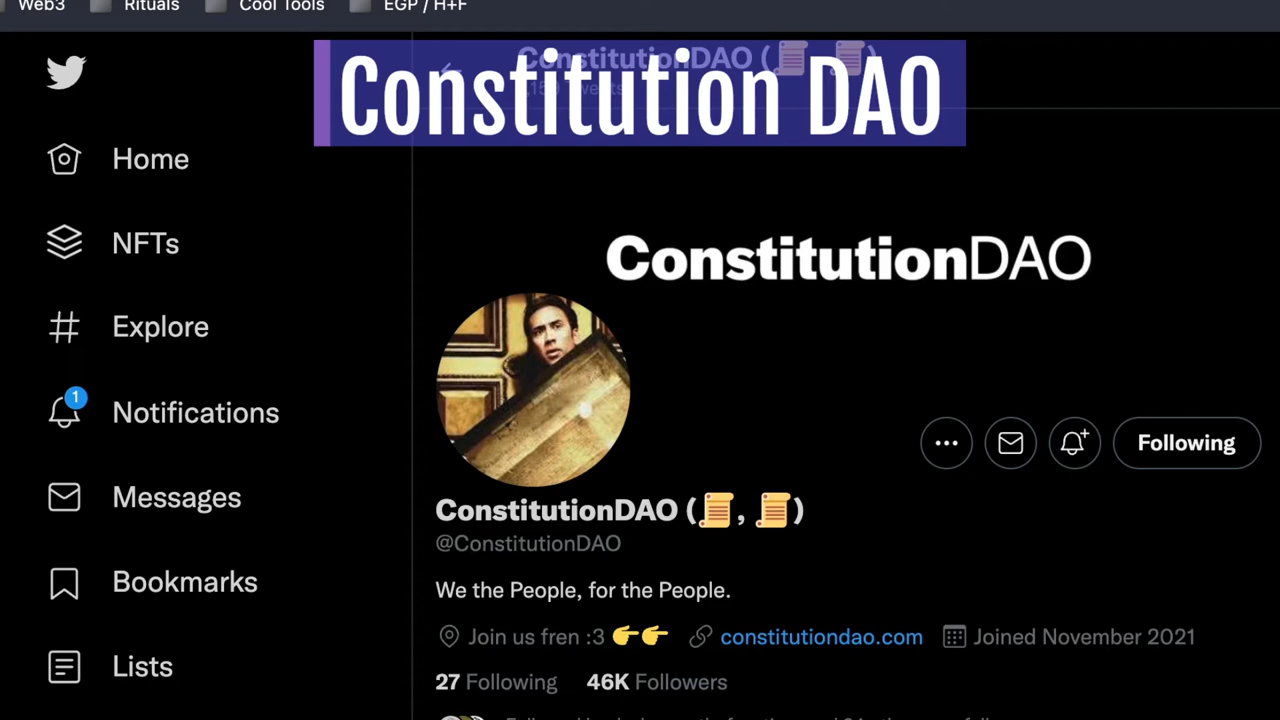 Web3 Rituals Cool Tools EGP / H+F
Constitution DAO
ConstitutionDAO (📜, 📜)
Home
NFTs
Explore
1
Notifications
Messages
Bookmarks
Lists
ConstitutionDAO
Following
ConstitutionDAO (📜, 📜)
@ConstitutionDAO
We the People, for the People.
Join us fren :3 👉👉 constitutiondao.com Joined November 2021
27 Following 46K Followers